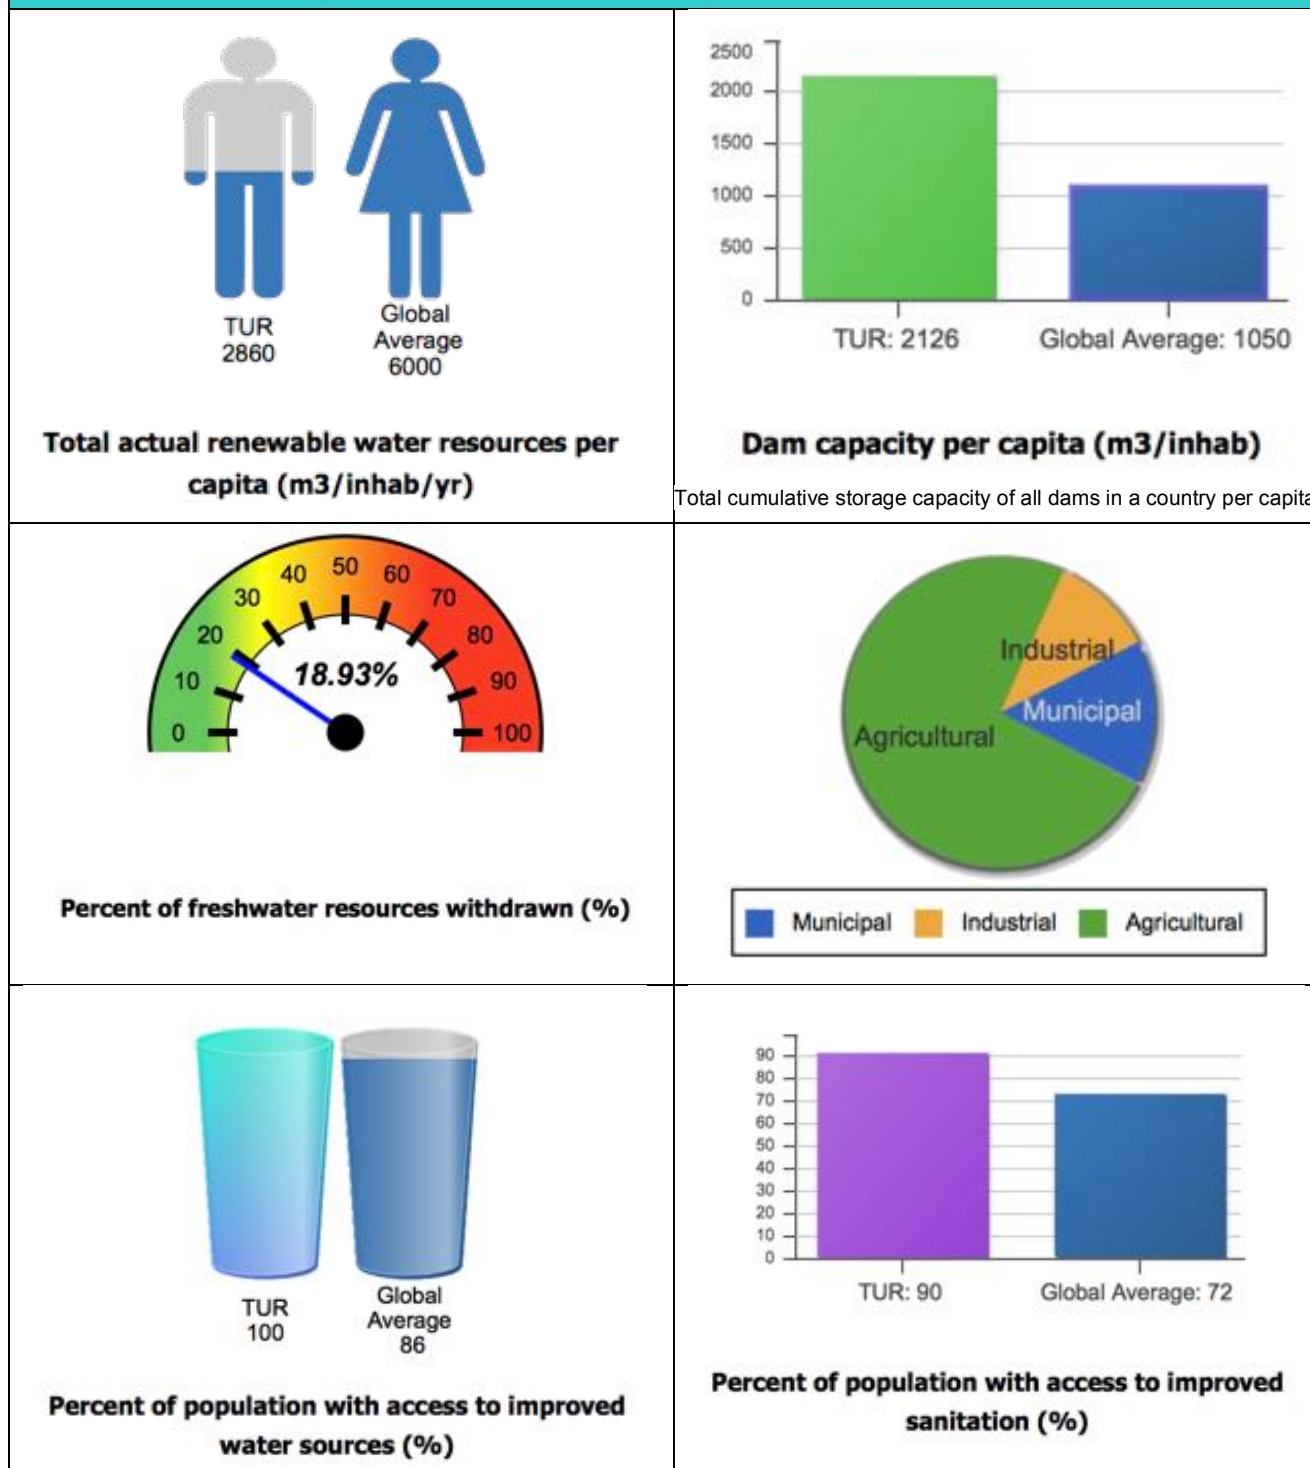 TUR
2860
Global
Average
6000
Total actual renewable water resources per
capita (m3/inhab/yr)
2500
2000
1500
1000
500
0
TUR: 2126
Global Average: 1050
Dam capacity per capita (m3/inhab)
Total cumulative storage capacity of all dams in a country per capita
0
10
20
30
40
50
60
70
80
90
100
18.93%
Percent of freshwater resources withdrawn (%)
Industrial
Municipal
Agricultural
Municipal
Industrial
Agricultural
TUR
100
Global
Average
86
Percent of population with access to improved
water sources (%)
90
80
70
60
50
40
30
20
10
0
TUR: 90
Global Average: 72
Percent of population with access to improved
sanitation (%)